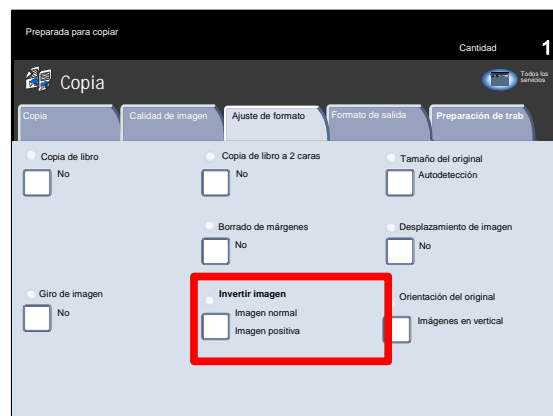 Preparada para copiar
Cantidad 1
Copia
Todos los
servicios
Copia
Calidad de imagen
Ajuste de formato
Formato de salida
Preparación de trab
Copia de libro
No
Copia de libro a 2 caras
No
Tamaño del original
Autodetección
Borrado de márgenes
No
Desplazamiento de imagen
No
Giro de imagen
No
Invertir imagen
Imagen normal
Imagen positiva
Orientación del original
Imágenes en vertical